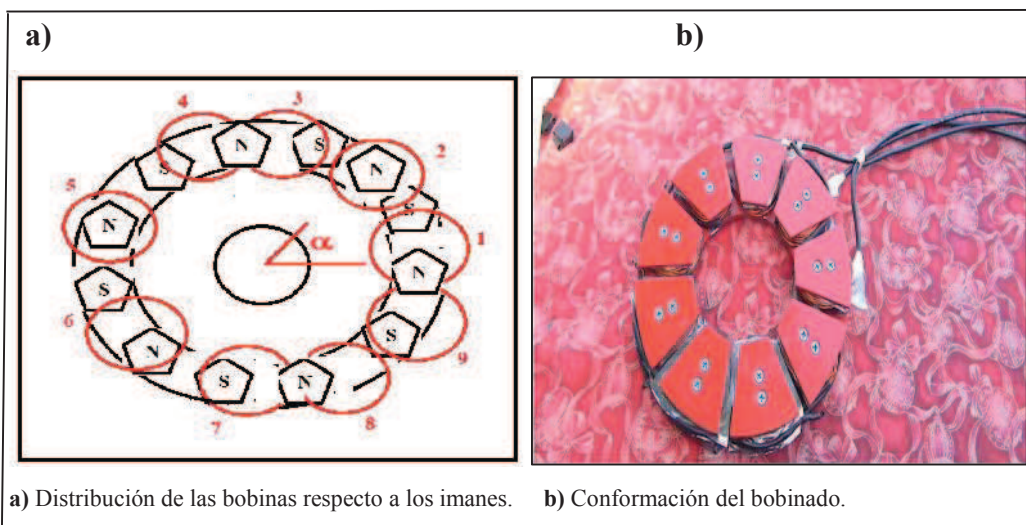 a) b)
4 3
S N S N 2
5
N S 1
α
S N
6 N S 9
S N
7 8
a) Distribución de las bobinas respecto a los imanes. b) Conformación del bobinado.